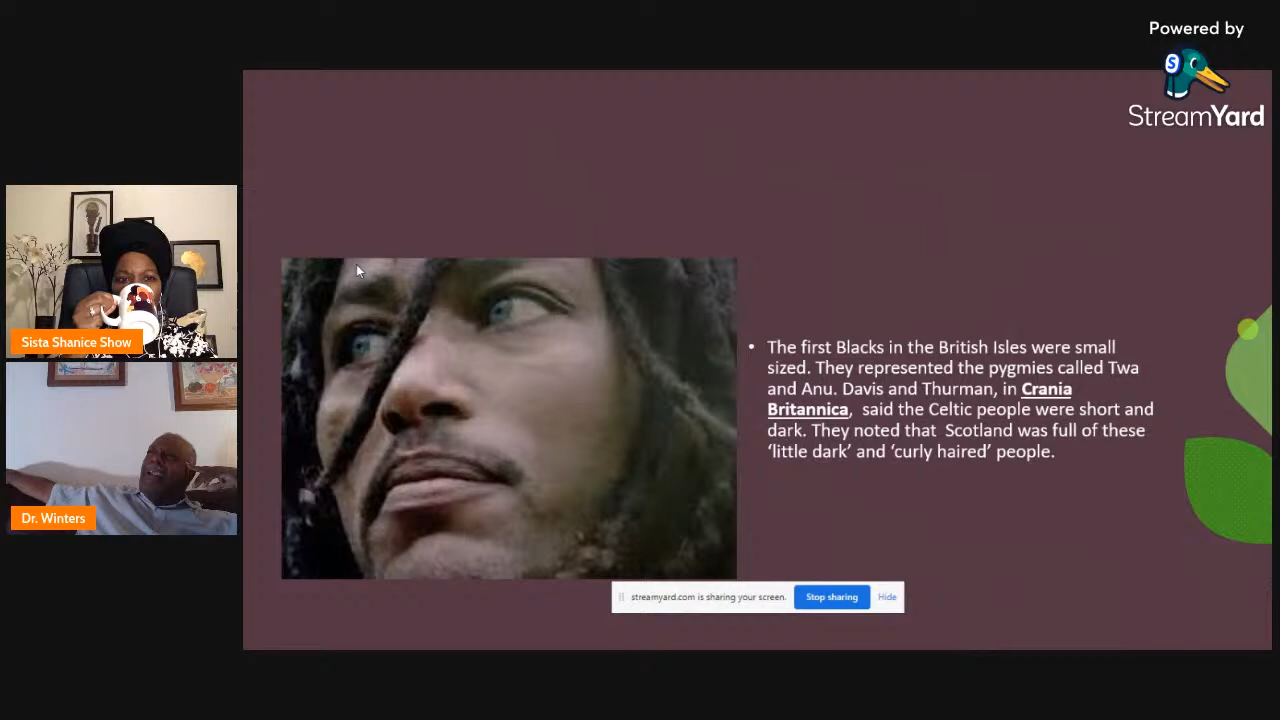 Powered by
StreamYard
Sista Shanice Show
Dr. Winters
• The first Blacks in the British Isles were small
sized. They represented the pygmies called Twa
and Anu. Davis and Thurman, in Crania
Britannica, said the Celtic people were short and
dark. They noted that Scotland was full of these
‘little dark’ and ‘curly haired’ people.
streamyard.com is sharing your screen.
Stop sharing
Hide